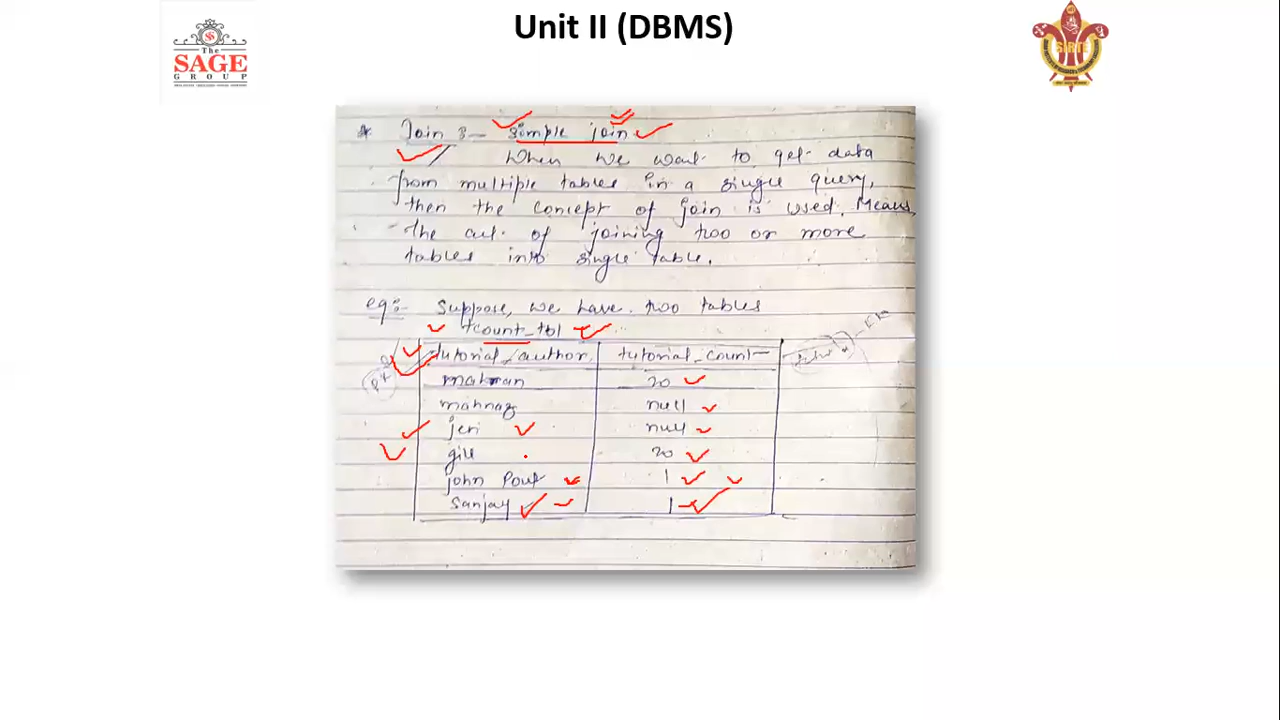 Unit II (DBMS)
The
SAGE
GROUP
SIRTE
* Join :- Simple join
When we want to get data
from multiple tables in a single query,
then the concept of join is used. Means
the act of joining two or more
tables into single table.
eg:- Suppose, we have two tables
tcount_tbl
tutorial_author tutorial_count
mahran 20
mahnaz null
jen null
gill 20
john Poul 1
Sanjay 1